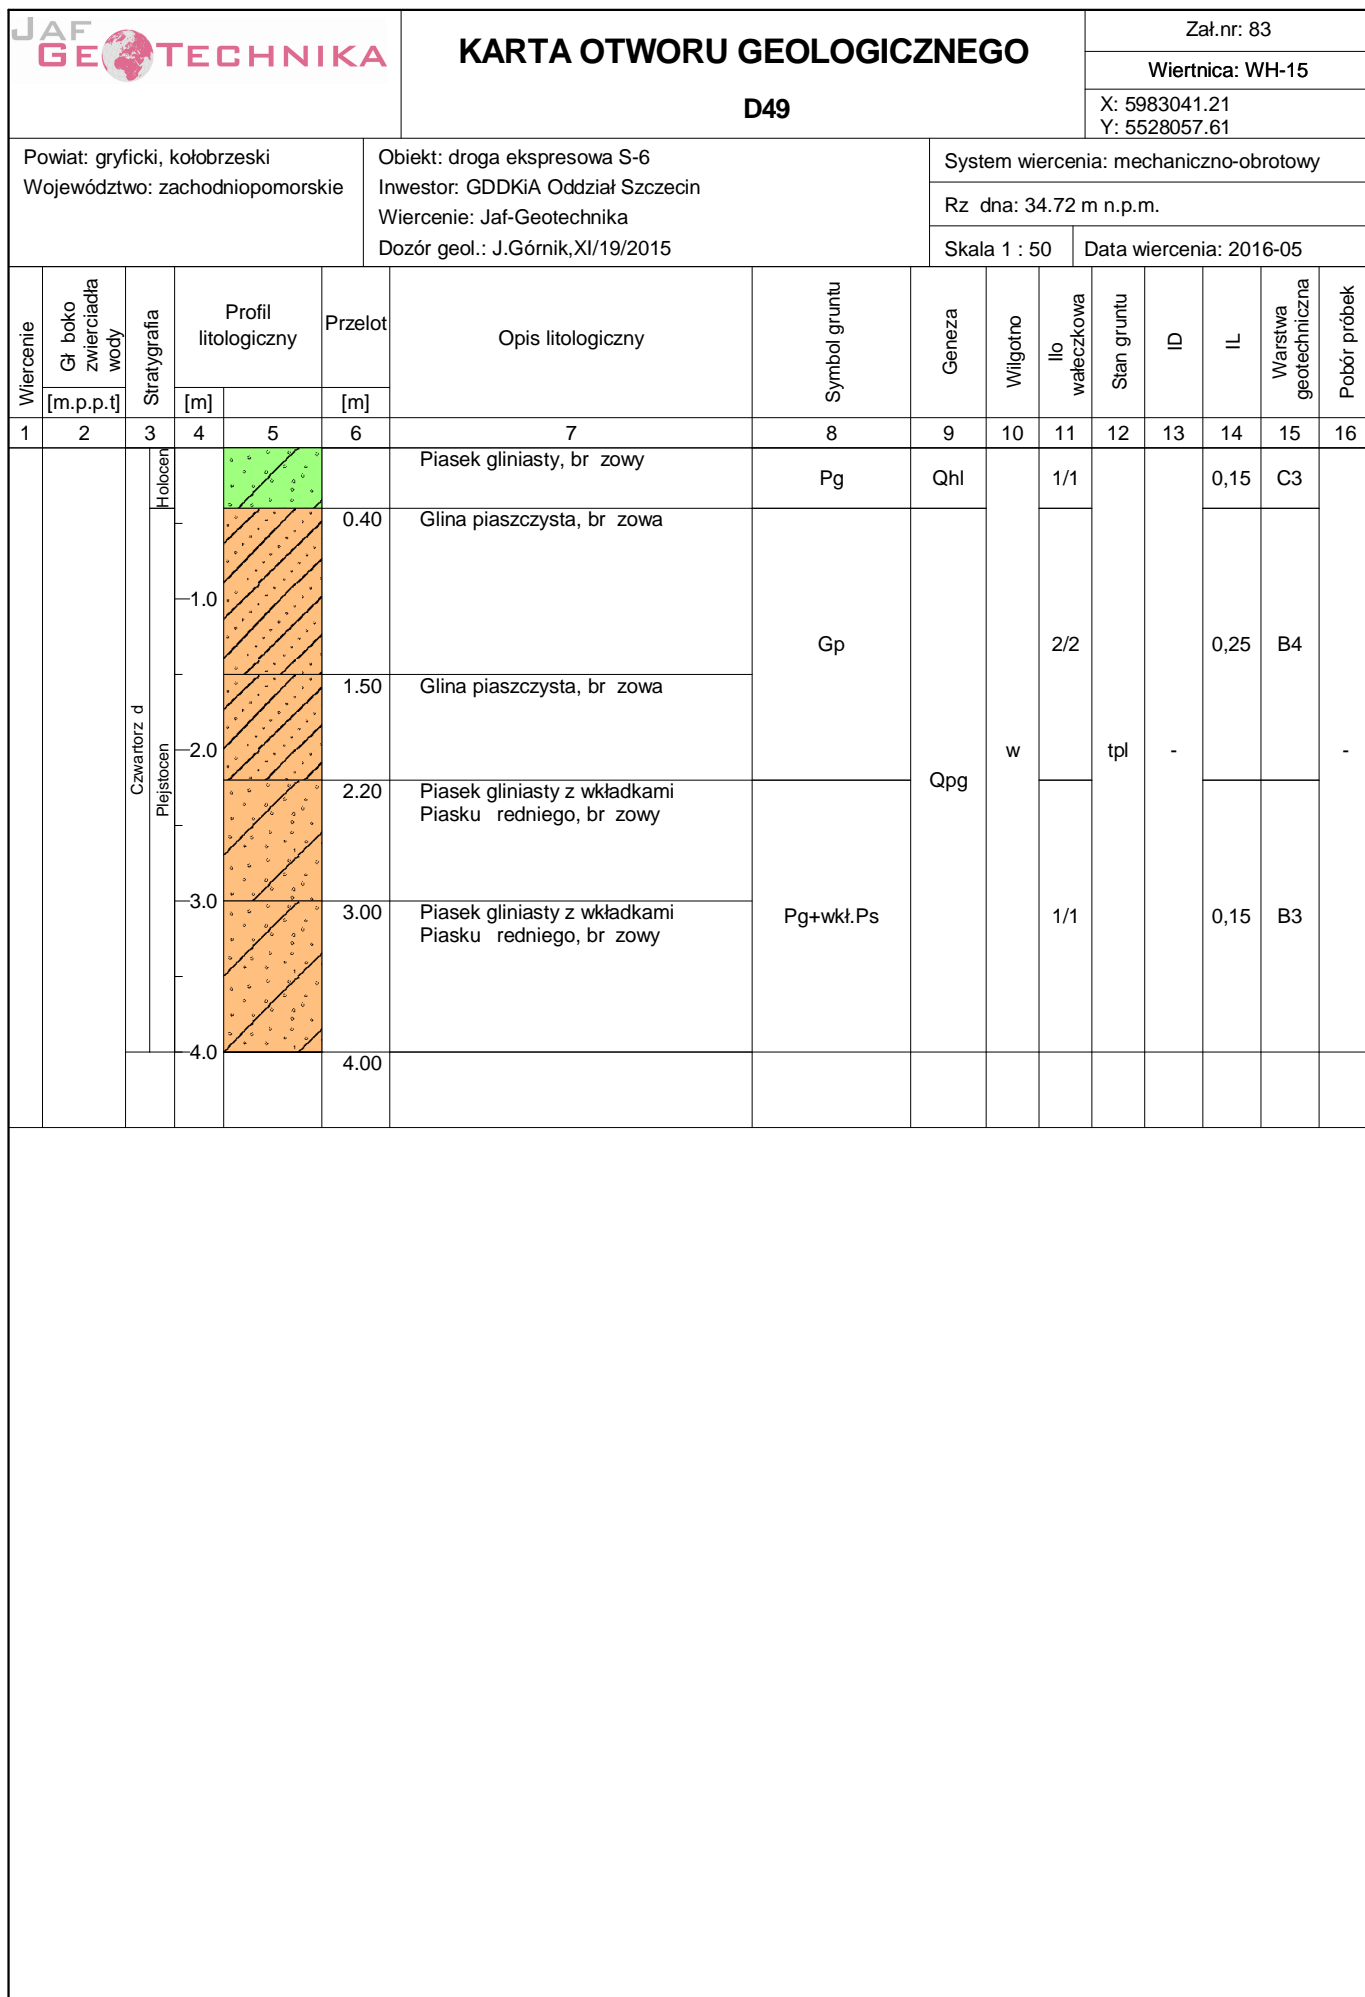 JAF
GEOTECHNIKA
KARTA OTWORU GEOLOGICZNEGO
D49
Zał.nr: 83
Wiertnica: WH-15
X: 5983041.21
Y: 5528057.61
Powiat: gryficki, kołobrzeski
Województwo: zachodniopomorskie
Obiekt: droga ekspresowa S-6
Inwestor: GDDKiA Oddział Szczecin
Wiercenie: Jaf-Geotechnika
Dozór geol.: J.Górnik,XI/19/2015
System wiercenia: mechaniczno-obrotowy
Rz dna: 34.72 m n.p.m.
Skala 1 : 50
Data wiercenia: 2016-05
Wiercenie
Gł boko
zwierciadła
wody
[m.p.p.t]
Stratygrafia
Profil
litologiczny
[m]
Przelot
[m]
Opis litologiczny
Symbol gruntu
Geneza
Wilgotno
Ilo
wałeczkowa
Stan gruntu
ID
IL
Warstwa
geotechniczna
Pobór próbek
1 2 3 4 5 6 7 8 9 10 11 12 13 14 15 16
Czwartorz d
Holocen
Plejstocen
Piasek gliniasty, br zowy
Pg
Qhl
1/1
0,15
C3
0.40
Glina piaszczysta, br zowa
1.0
Gp
2/2
0,25
B4
1.50
Glina piaszczysta, br zowa
2.0
w
tpl
-
-
Qpg
2.20
Piasek gliniasty z wkładkami
Piasku redniego, br zowy
3.0
3.00
Piasek gliniasty z wkładkami
Piasku redniego, br zowy
Pg+wkł.Ps
1/1
0,15
B3
4.0
4.00